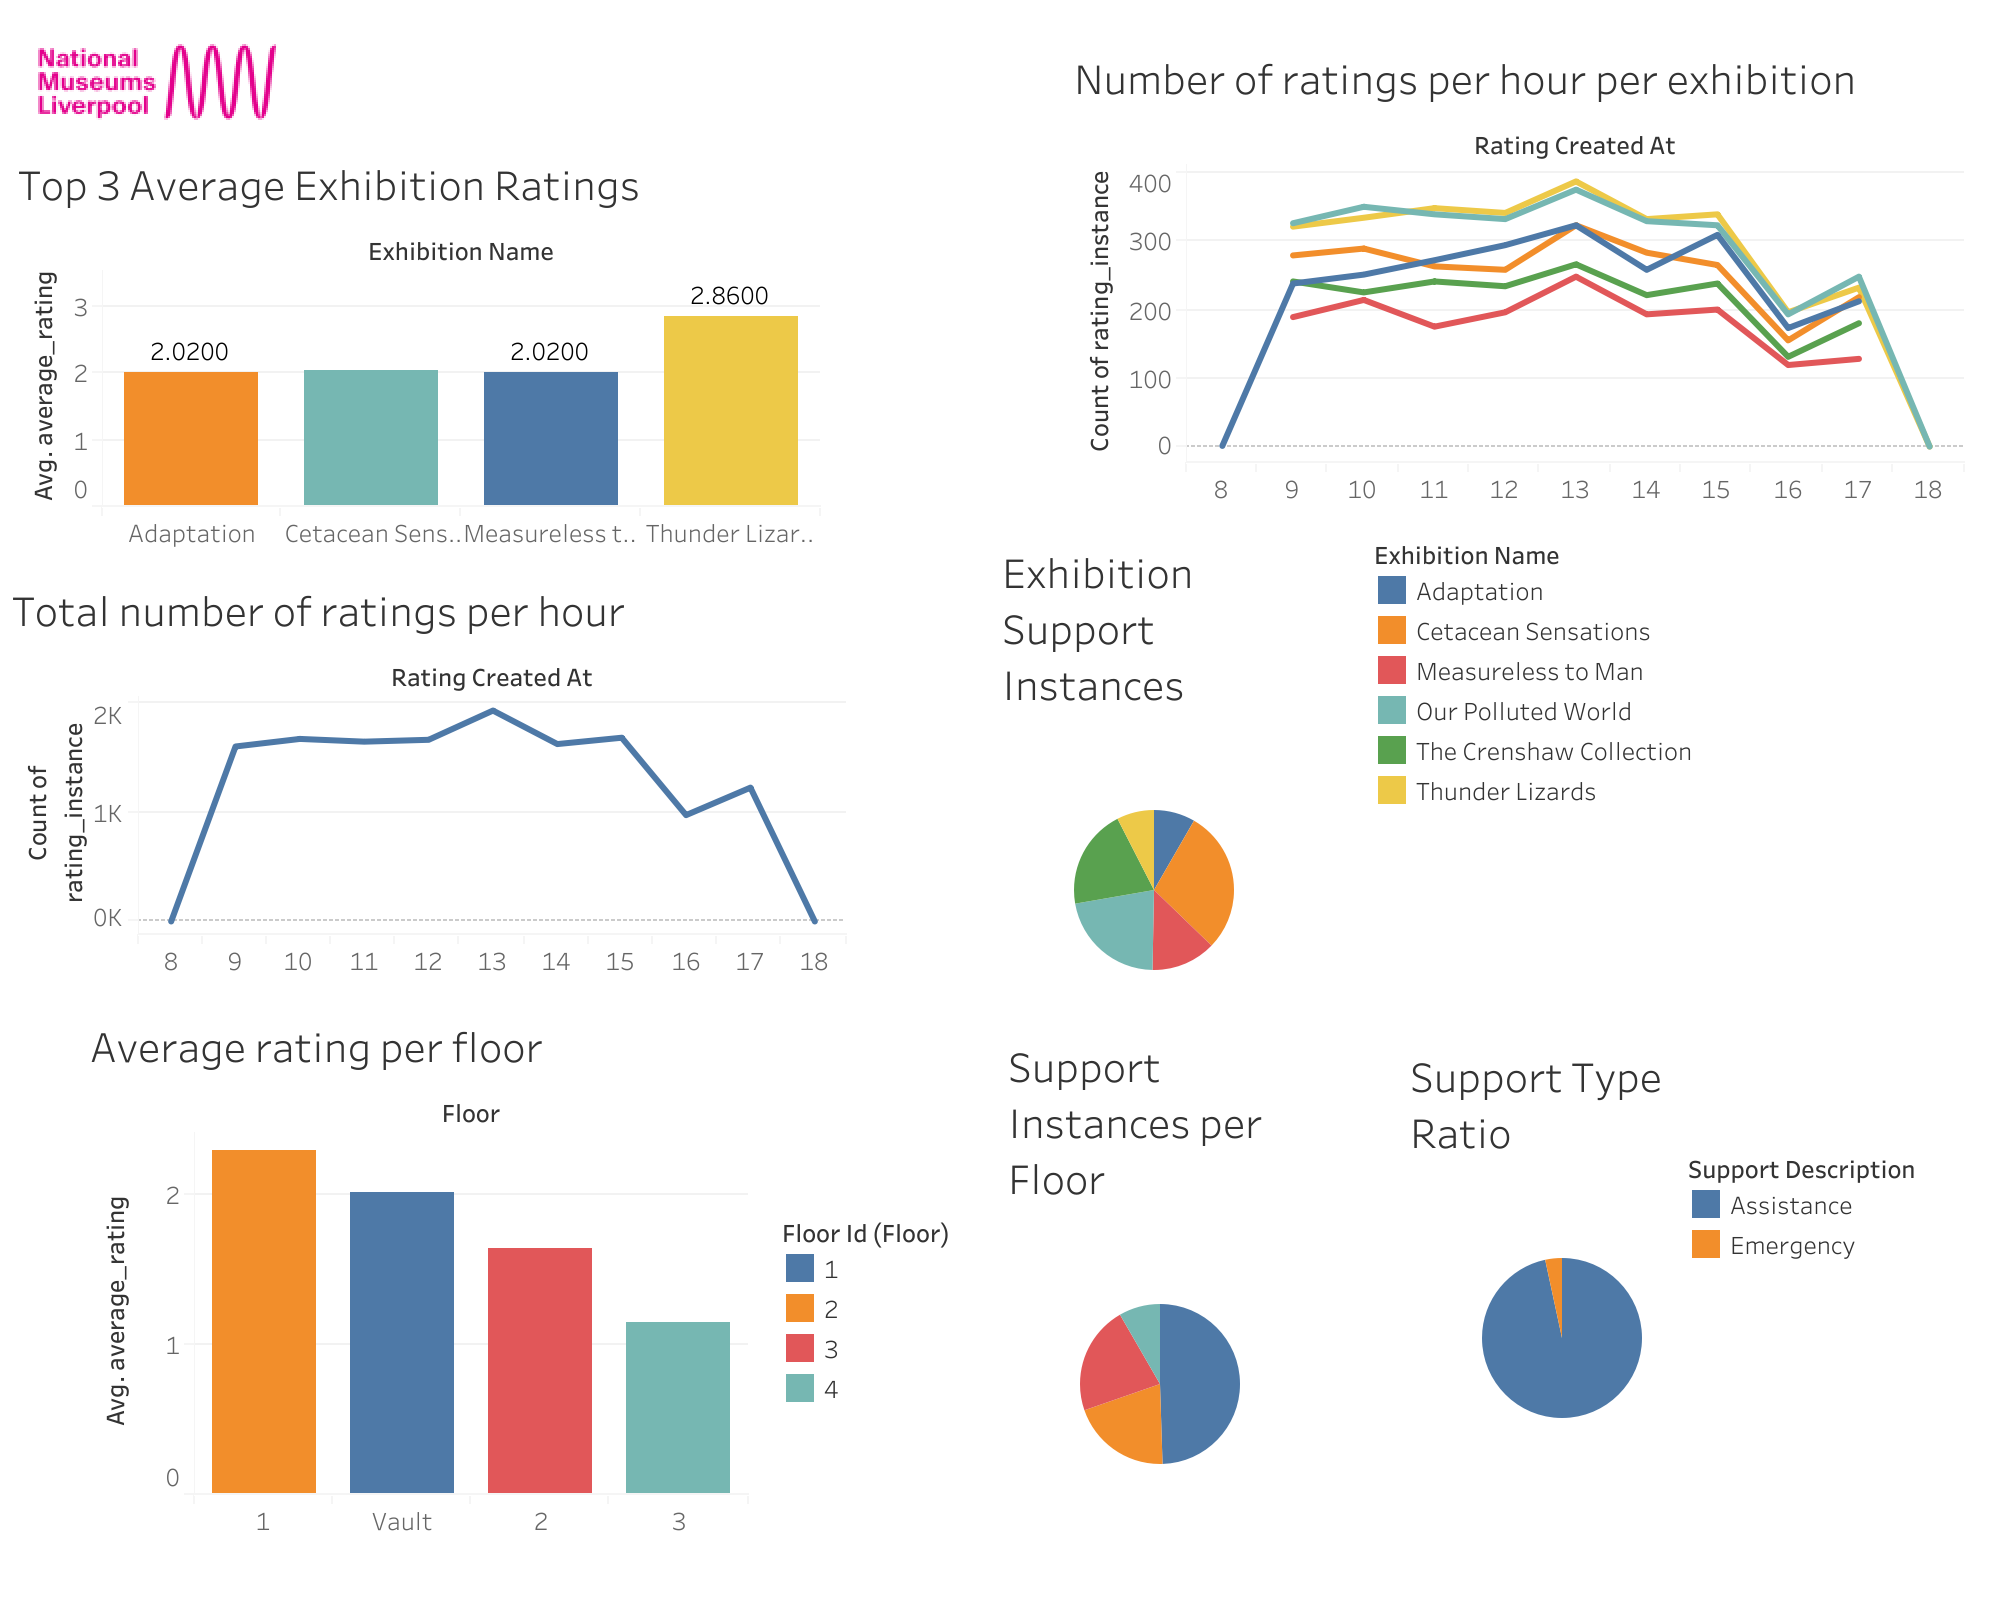 National
Museums
Liverpool
Top 3 Average Exhibition Ratings
Exhibition Name
Avg. average_rating
3
2
1
0
2.0200
2.0200
2.8600
Adaptation
Cetacean Sens..
Measureless t..
Thunder Lizar..
Total number of ratings per hour
Rating Created At
Count of
rating_instance
2K
1K
0K
8 9 10 11 12 13 14 15 16 17 18
Average rating per floor
Floor
Avg. average_rating
2
1
0
1 Vault 2 3
Floor Id (Floor)
1
2
3
4
Number of ratings per hour per exhibition
Rating Created At
Count of rating_instance
400
300
200
100
0
8 9 10 11 12 13 14 15 16 17 18
Exhibition
Support
Instances
Exhibition Name
Adaptation
Cetacean Sensations
Measureless to Man
Our Polluted World
The Crenshaw Collection
Thunder Lizards
Support
Instances per
Floor
Support Type
Ratio
Support Description
Assistance
Emergency